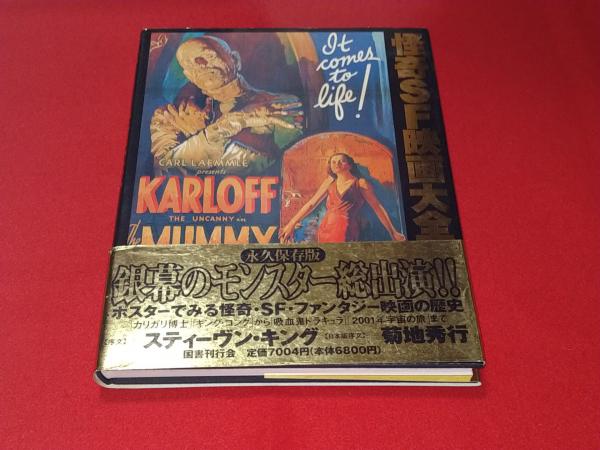 怪奇SF映画大全
It
comes
to
life!
CARL LAEMMLE
presents
KARLOFF
THE UNCANNY
The
MUMMY
永久保存版
銀幕のモンスター総出演!!
ポスターでみる怪奇・SF・ファンタジー映画の歴史
「カリガリ博士」「キング・コング」から「吸血鬼ドラキュラ」「2001年宇宙の旅」まで
スティーヴン・キング 【日本版序文】 菊地秀行
国書刊行会 定価7004円(本体6800円)